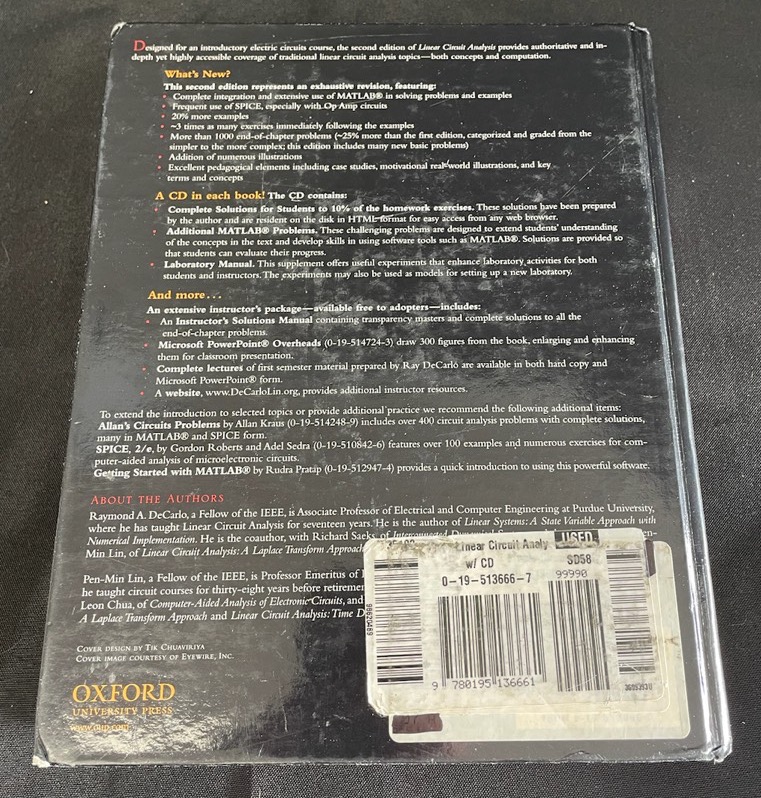 Designed for an introductory electric circuits course, the second edition of Linear Circuit Analysis provides authoritative and in-
depth yet highly accessible coverage of traditional linear circuit analysis topics—both concepts and computation.
What's New?
This second edition represents an exhaustive revision, featuring:
• Complete integration and extensive use of MATLAB® in solving problems and examples
• Frequent use of SPICE, especially with Op Amp circuits
• 20% more examples
• ~3 times as many exercises immediately following the examples
• More than 1000 end-of-chapter problems (~25% more than the first edition, categorized and graded from the
simpler to the more complex; this edition includes many new basic problems)
• Addition of numerous illustrations
• Excellent pedagogical elements including case studies, motivational real world illustrations, and key
terms and concepts
A CD in each book! The CD contains:
• Complete Solutions for Students to 10% of the homework exercises. These solutions have been prepared
by the author and are resident on the disk in HTML format for easy access from any web browser.
• Additional MATLAB® Problems. These challenging problems are designed to extend students' understanding
of the concepts in the text and develop skills in using software tools such as MATLAB®. Solutions are provided so
that students can evaluate their progress.
• Laboratory Manual. This supplement offers useful experiments that enhance laboratory activities for both
students and instructors. The experiments may also be used as models for setting up a new laboratory.
And more...
An extensive instructor's package—available free to adopters—includes:
• An Instructor's Solutions Manual containing transparency masters and complete solutions to all the
end-of-chapter problems.
• Microsoft PowerPoint® Overheads (0-19-514724-3) draw 300 figures from the book, enlarging and enhancing
them for classroom presentation.
• Complete lectures of first semester material prepared by Ray DeCarlo are available in both hard copy and
Microsoft PowerPoint® form.
• A website, www.DeCarloLin.org, provides additional instructor resources.
To extend the introduction to selected topics or provide additional practice we recommend the following additional items:
Allan's Circuits Problems by Allan Kraus (0-19-514248-9) includes over 400 circuit analysis problems with complete solutions,
many in MATLAB® and SPICE form.
SPICE, 2/e, by Gordon Roberts and Adel Sedra (0-19-510842-6) features over 100 examples and numerous exercises for com-
puter-aided analysis of microelectronic circuits.
Getting Started with MATLAB® by Rudra Pratap (0-19-512947-4) provides a quick introduction to using this powerful software.
ABOUT THE AUTHORS
Raymond A. DeCarlo, a Fellow of the IEEE, is Associate Professor of Electrical and Computer Engineering at Purdue University,
where he has taught Linear Circuit Analysis for seventeen years. He is the author of Linear Systems: A State Variable Approach with
Numerical Implementation. He is the coauthor, with Richard Saeks, of Interconnected
Min Lin, of Linear Circuit Analysis: A Laplace Transform Approach
Pen-Min Lin, a Fellow of the IEEE, is Professor Emeritus of
he taught circuit courses for thirty-eight years before retirement
Leon Chua, of Computer-Aided Analysis of Electronic Circuits, and
A Laplace Transform Approach and Linear Circuit Analysis: Time D
Linear Circuit Analy USED
w/ CD SD58
0-19-513666-7 99990
9 780195 136661
COVER DESIGN BY TIK CHUAVIRIYA
COVER IMAGE COURTESY OF EYEWIRE, INC.
OXFORD
UNIVERSITY PRESS
www.oup.com